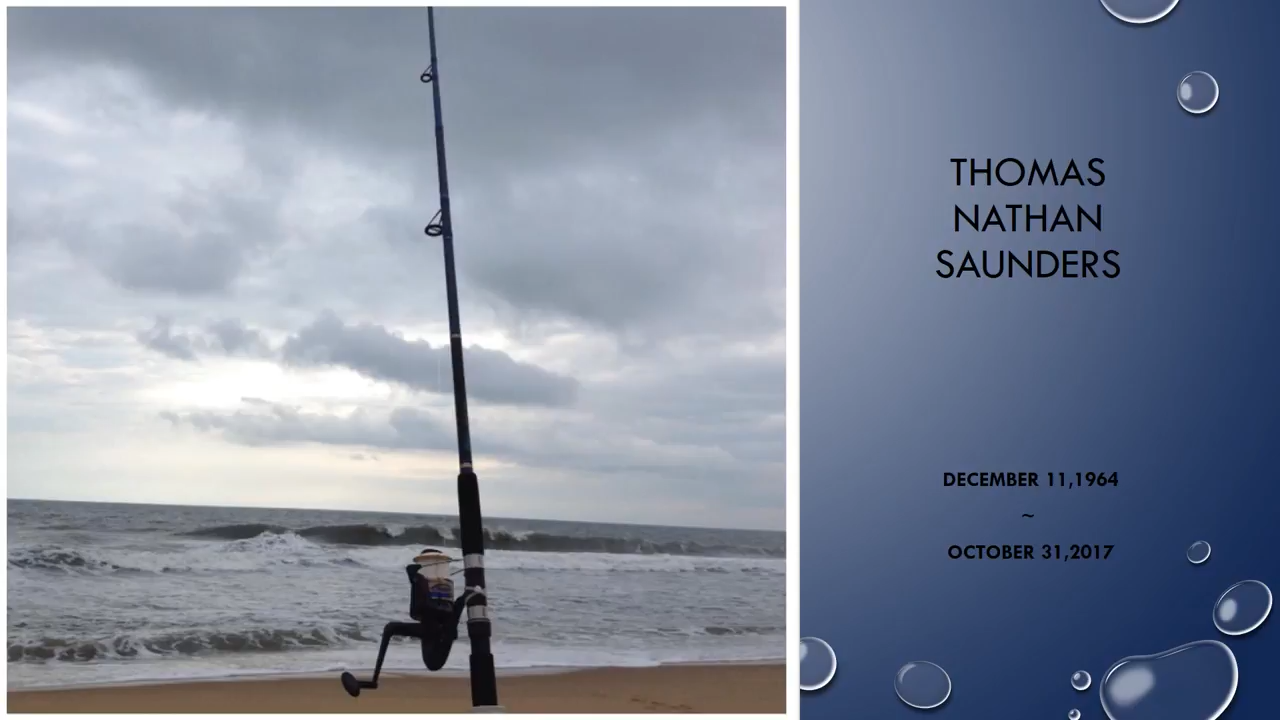 THOMAS
NATHAN
SAUNDERS
DECEMBER 11,1964
~
OCTOBER 31,2017